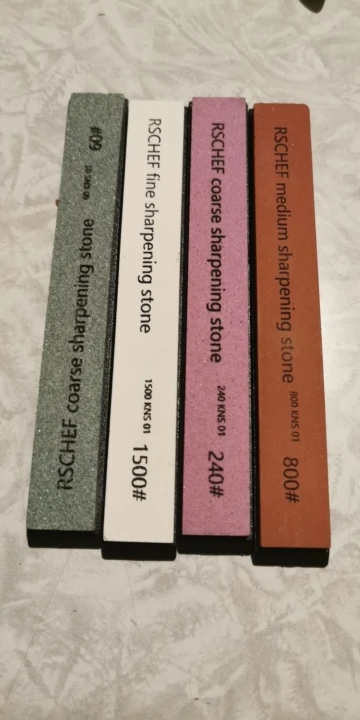 RSCHEF coarse sharpening stone
60#
RSCHEF fine sharpening stone
1500 KNS 01
1500#
RSCHEF coarse sharpening stone
240 KNS 01
240#
RSCHEF medium sharpening stone
800 KNS 01
800#